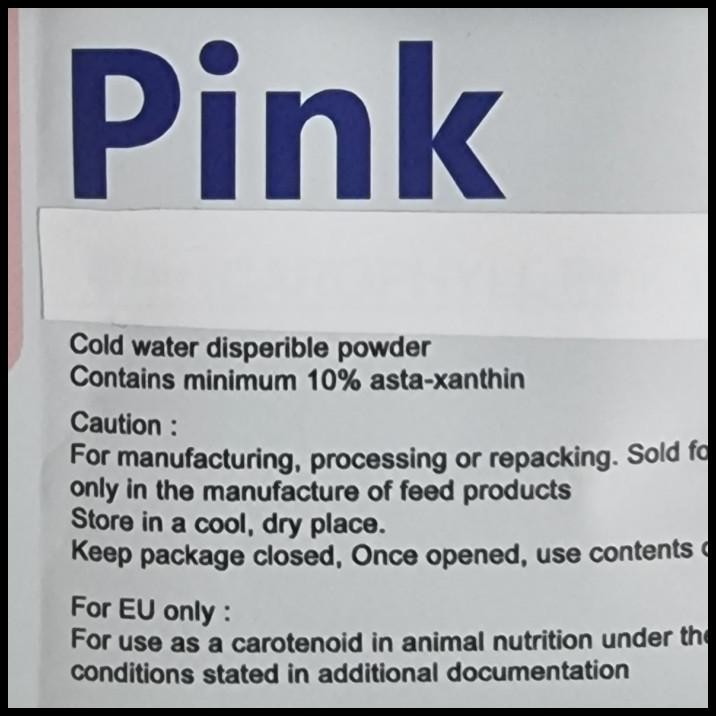 Pink
Cold water disperible powder
Contains minimum 10% asta-xanthin
Caution :
For manufacturing, processing or repacking. Sold
only in the manufacture of feed products
Store in a cool, dry place.
Keep package closed, Once opened, use contents
For EU only :
For use as a carotenoid in animal nutrition under the
conditions stated in additional documentation